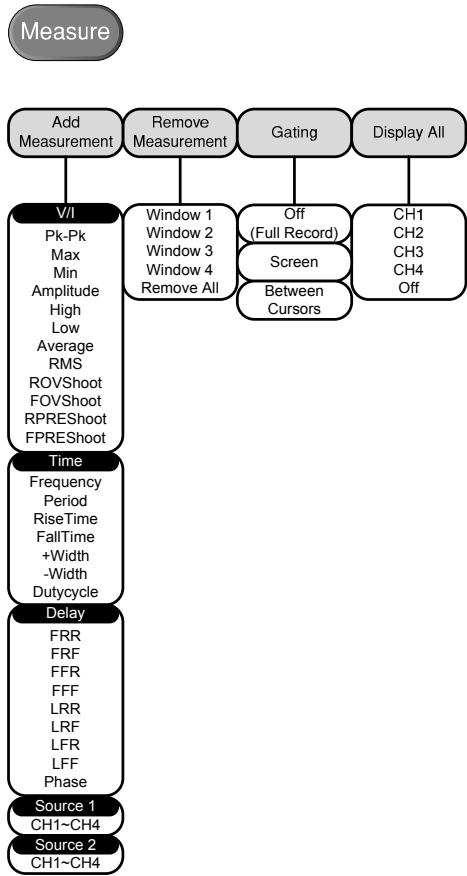 Measure
Add
Measurement
Remove
Measurement
Gating
Display All
V/I
Pk-Pk
Max
Min
Amplitude
High
Low
Average
RMS
ROVShoot
FOVShoot
RPREShoot
FPREShoot
Time
Frequency
Period
RiseTime
FallTime
+Width
-Width
Dutycycle
Delay
FRR
FRF
FFR
FFF
LRR
LRF
LFR
LFF
Phase
Source 1
CH1~CH4
Source 2
CH1~CH4
Window 1
Window 2
Window 3
Window 4
Remove All
Off
(Full Record)
Screen
Between
Cursors
CH1
CH2
CH3
CH4
Off